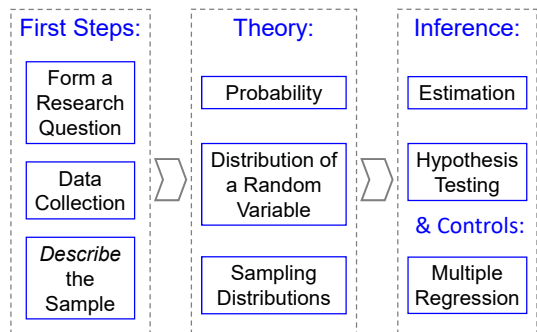 First Steps:
Form a
Research
Question
Data
Collection
Describe
the
Sample
Theory:
Probability
Distribution of
a Random
Variable
Sampling
Distributions
Inference:
Estimation
Hypothesis
Testing
& Controls:
Multiple
Regression